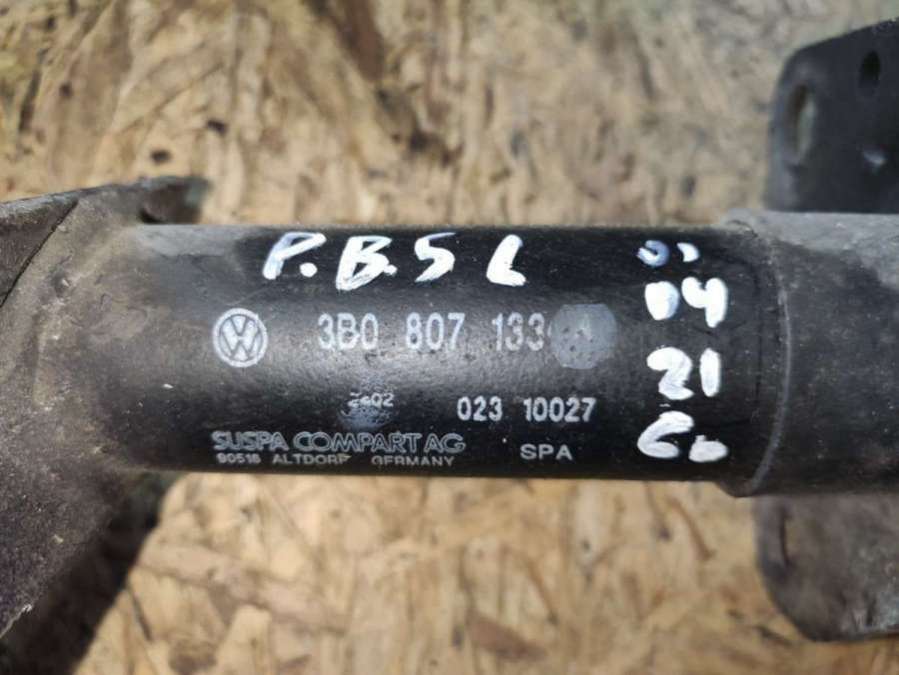 P.B.5 L
3B0 807 133
023 10027
SUSPA COMPART AG
90518 ALTDORF GERMANY
SPA
04
21